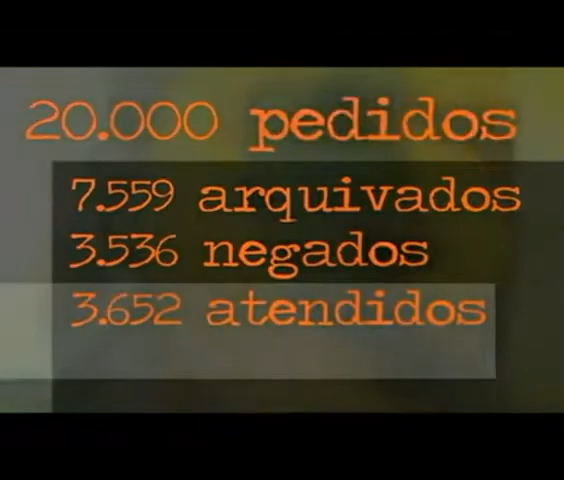 20.000 pedidos
7.559 arquivados
3.536 negados
3.652 atendidos